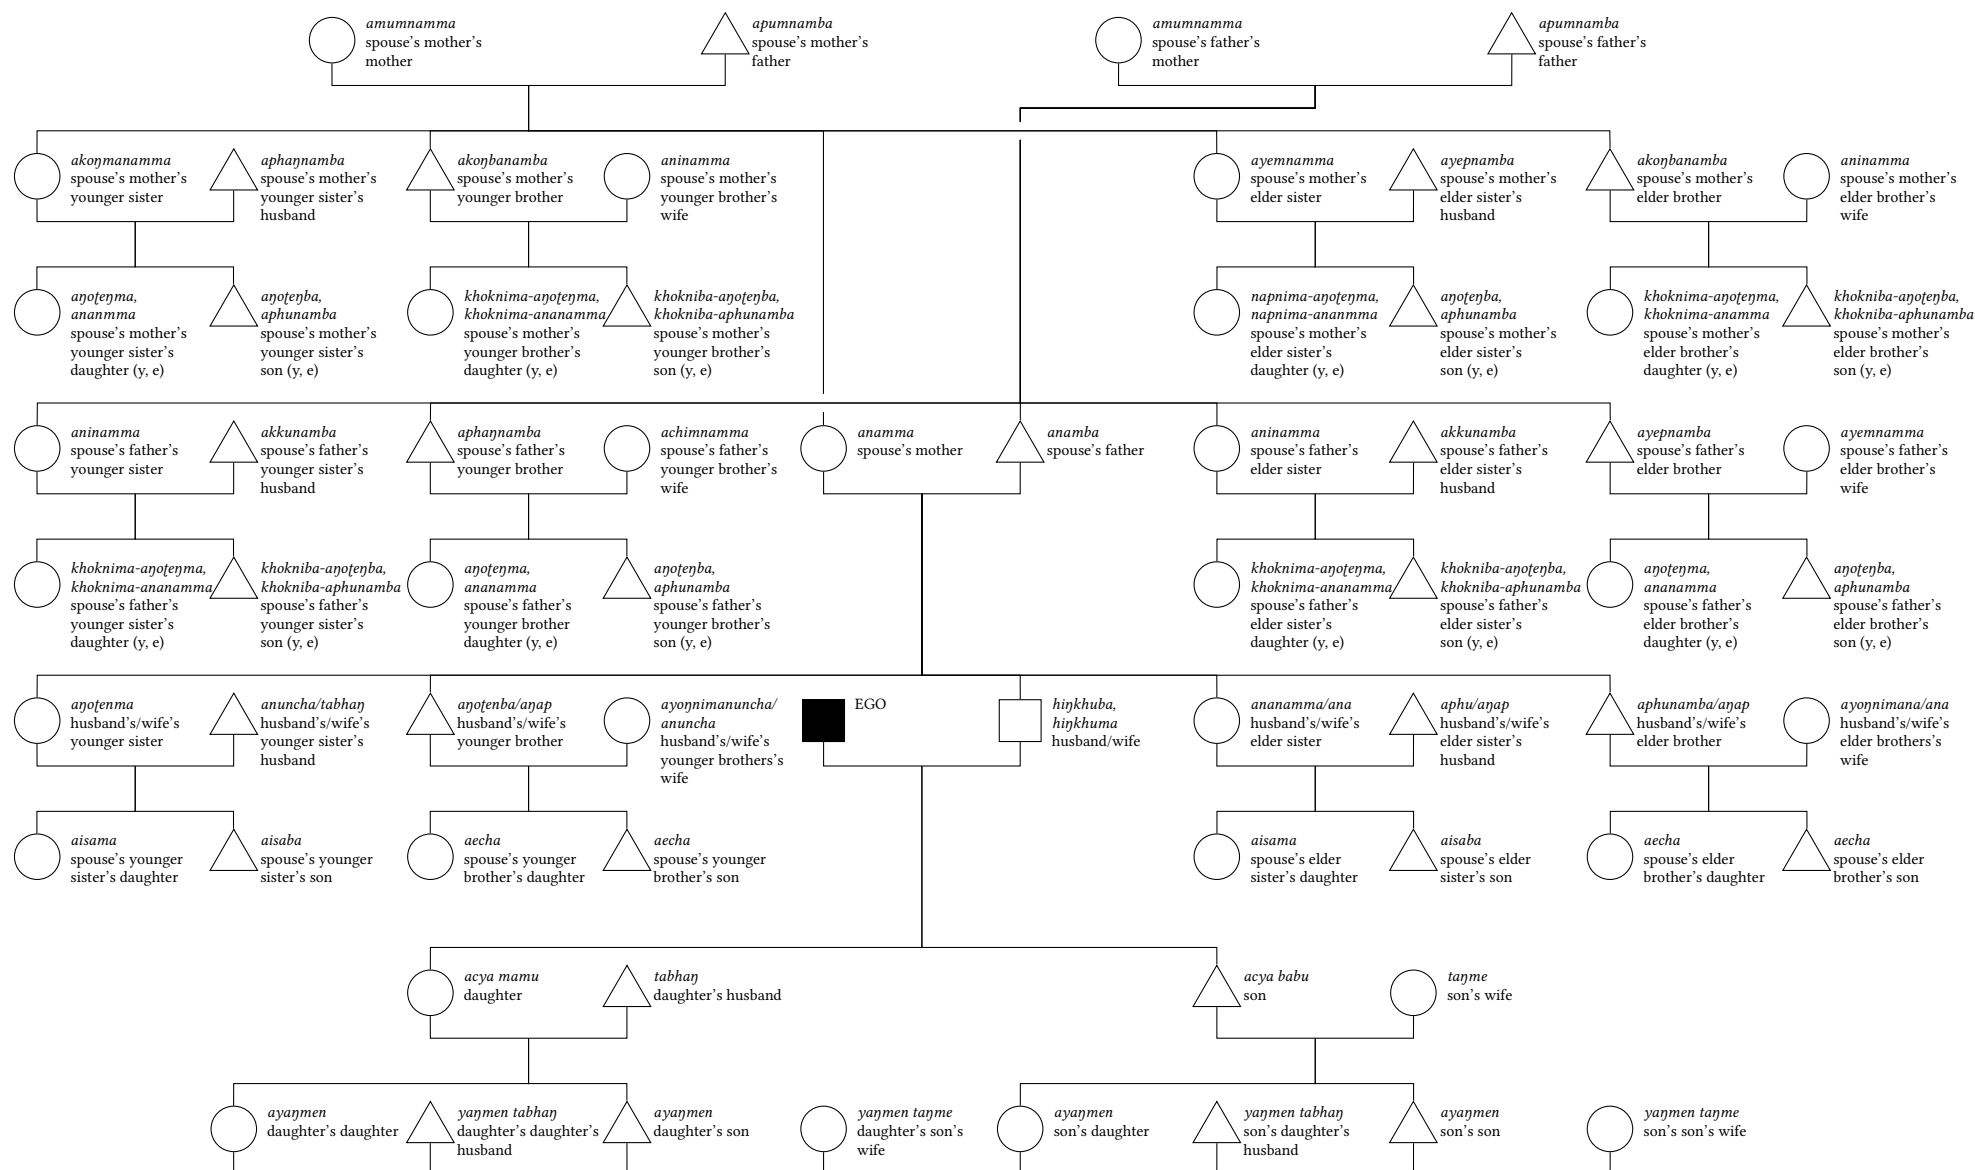 amumnamma
spouse's mother's
mother
apumnamba
spouse's mother's
father
amumnamma
spouse's father's
mother
apumnamba
spouse's father's
father
akoŋmanamma
spouse's mother's
younger sister
aphaŋnamba
spouse's mother's
younger sister's
husband
akoŋbanamba
spouse's mother's
younger brother
aninamma
spouse's mother's
younger brother's
wife
ayemnamma
spouse's mother's
elder sister
ayepnamba
spouse's mother's
elder sister's
husband
akoŋbanamba
spouse's mother's
elder brother
aninamma
spouse's mother's
elder brother's
wife
aŋoʈeŋma,
ananmma
spouse's mother's
younger sister's
daughter (y, e)
aŋoʈeŋba,
aphunamba
spouse's mother's
younger sister's
son (y, e)
khoknima-aŋoʈeŋma,
khoknima-ananamma
spouse's mother's
younger brother's
daughter (y, e)
khokniba-aŋoʈeŋba,
khokniba-aphunamba
spouse's mother's
younger brother's
son (y, e)
napnima-aŋoʈeŋma,
napnima-ananmma
spouse's mother's
elder sister's
daughter (y, e)
aŋoʈeŋba,
aphunamba
spouse's mother's
elder sister's
son (y, e)
khoknima-aŋoʈeŋma,
khoknima-anamma
spouse's mother's
elder brother's
daughter (y, e)
khokniba-aŋoʈeŋba,
khokniba-aphunamba
spouse's mother's
elder brother's
son (y, e)
aninamma
spouse's father's
younger sister
akkunamba
spouse's father's
younger sister's
husband
aphaŋnamba
spouse's father's
younger brother
achimnamma
spouse's father's
younger brother's
wife
anamma
spouse's mother
anamba
spouse's father
aninamma
spouse's father's
elder sister
akkunamba
spouse's father's
elder sister's
husband
ayepnamba
spouse's father's
elder brother
ayemnamma
spouse's father's
elder brother's
wife
khoknima-aŋoʈeŋma,
khoknima-ananamma
spouse's father's
younger sister's
daughter (y, e)
khokniba-aŋoʈeŋba,
khokniba-aphunamba
spouse's father's
younger sister's
son (y, e)
aŋoʈeŋma,
ananamma
spouse's father's
younger brother
daughter (y, e)
aŋoʈeŋba,
aphunamba
spouse's father's
younger brother's
son (y, e)
khoknima-aŋoʈeŋma,
khoknima-ananamma
spouse's father's
elder sister's
daughter (y, e)
khokniba-aŋoʈeŋba,
khokniba-aphunamba
spouse's father's
elder sister's
son (y, e)
aŋoʈeŋma,
ananamma
spouse's father's
elder brother's
daughter (y, e)
aŋoʈeŋba,
aphunamba
spouse's father's
elder brother's
son (y, e)
aŋoʈenma
husband's/wife's
younger sister
anuncha/tabhaŋ
husband's/wife's
younger sister's
husband
aŋoʈenba/aŋap
husband's/wife's
younger brother
ayoŋnimanuncha/
anuncha
husband's/wife's
younger brothers's
wife
EGO
hiŋkhuba,
hiŋkhuma
husband/wife
ananamma/ana
husband's/wife's
elder sister
aphu/aŋap
husband's/wife's
elder sister's
husband
aphunamba/aŋap
husband's/wife's
elder brother
ayoŋnimana/ana
husband's/wife's
elder brothers's
wife
aisama
spouse's younger
sister's daughter
aisaba
spouse's younger
sister's son
aecha
spouse's younger
brother's daughter
aecha
spouse's younger
brother's son
aisama
spouse's elder
sister's daughter
aisaba
spouse's elder
sister's son
aecha
spouse's elder
brother's daughter
aecha
spouse's elder
brother's son
acya mamu
daughter
tabhaŋ
daughter's husband
acya babu
son
taŋme
son's wife
ayaŋmen
daughter's daughter
yaŋmen tabhaŋ
daughter's daughter's
husband
ayaŋmen
daughter's son
yaŋmen taŋme
daughter's son's
wife
ayaŋmen
son's daughter
yaŋmen tabhaŋ
son's daughter's
husband
ayaŋmen
son's son
yaŋmen taŋme
son's son's wife